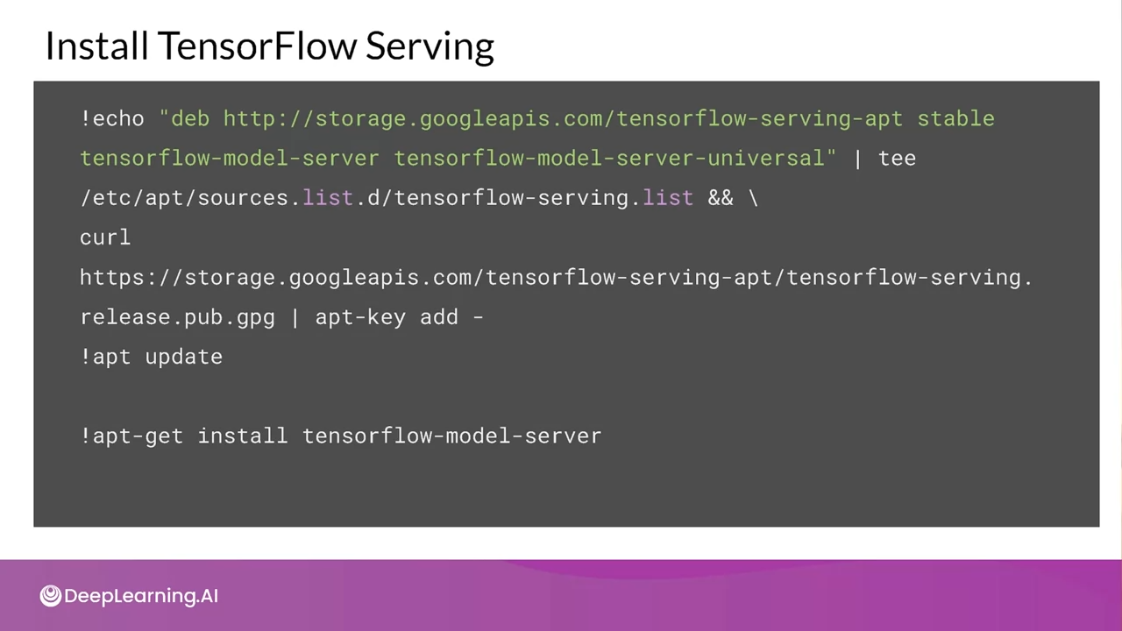 Install TensorFlow Serving
!echo "deb http://storage.googleapis.com/tensorflow-serving-apt stable
tensorflow-model-server tensorflow-model-server-universal" | tee
/etc/apt/sources.list.d/tensorflow-serving.list && \
curl
https://storage.googleapis.com/tensorflow-serving-apt/tensorflow-serving.
release.pub.gpg | apt-key add -
!apt update
!apt-get install tensorflow-model-server
DeepLearning.AI